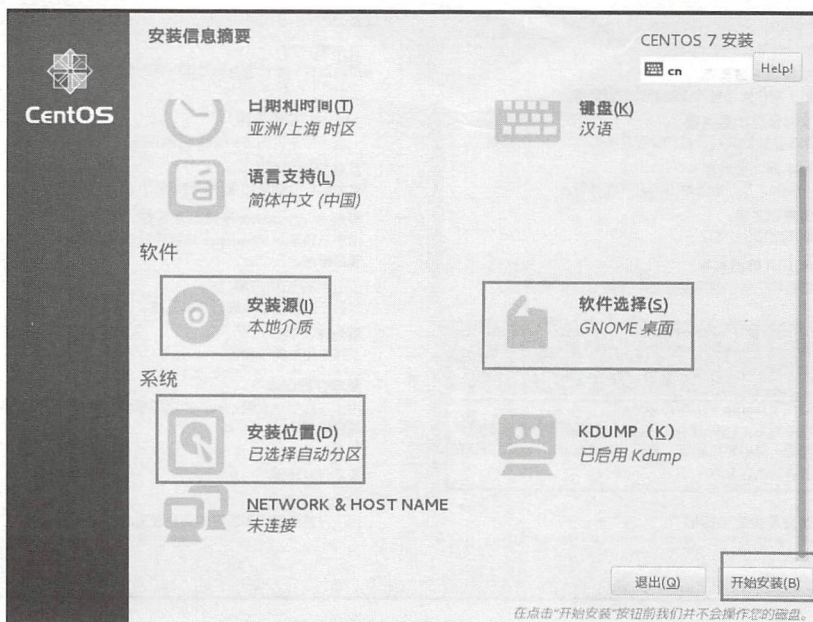 安装信息摘要
CENTOS 7 安装
cn
Help!
CentOS
日期和时间(T)
亚洲/上海 时区
键盘(K)
汉语
语言支持(L)
简体中文 (中国)
软件
安装源(I)
本地介质
软件选择(S)
GNOME 桌面
系统
安装位置(D)
已选择自动分区
KDUMP（K）
已启用 Kdump
NETWORK & HOST NAME
未连接
退出(Q)
开始安装(B)
在点击“开始安装”按钮前我们并不会操作您的磁盘。